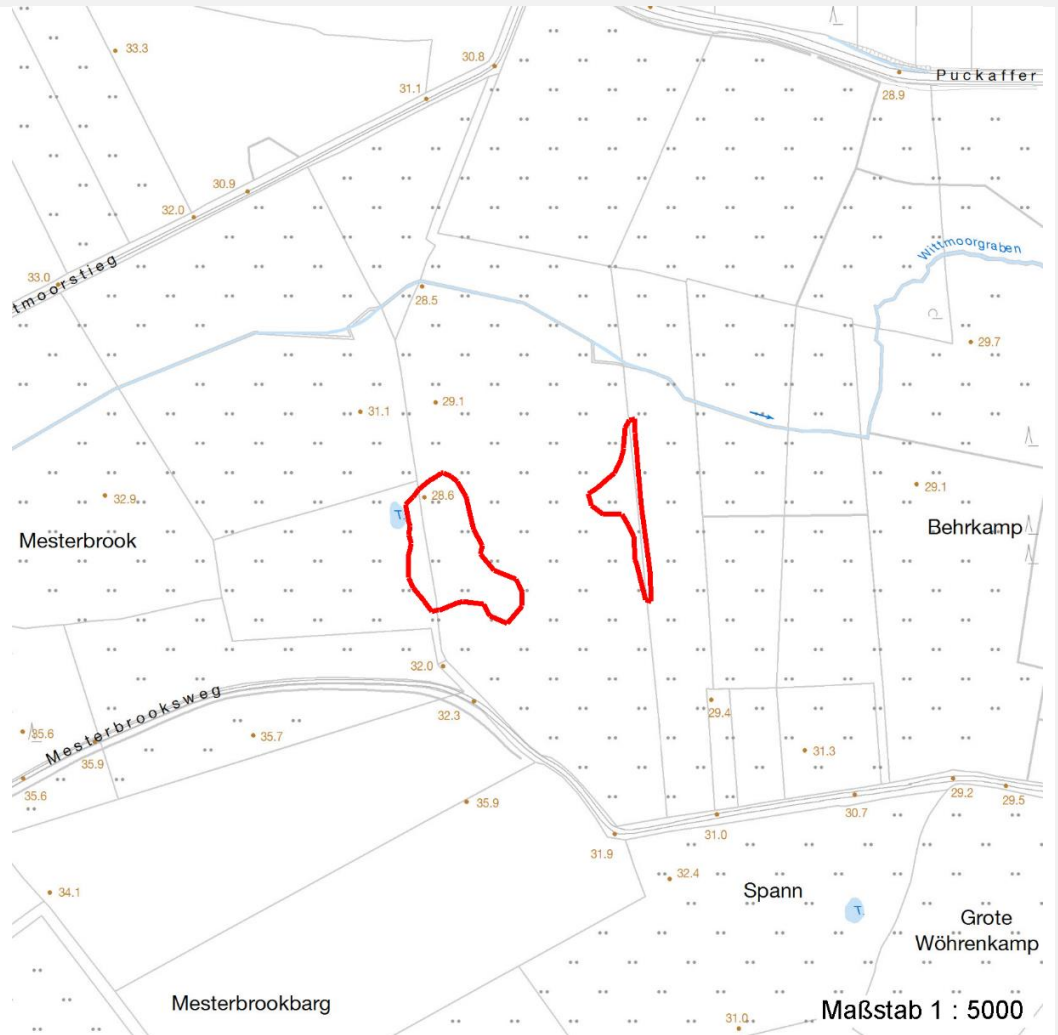 33.3
30.8
31.1
28.9
Puckaffer
30.9
32.0
33.0
tmoorstieg
Wittmoorgraben
28.5
29.7
29.1
31.1
28.6
T.
32.9
29.1
Mesterbrook
Behrkamp
32.0
32.3
29.4
Mesterbrooksweg
35.6
35.7
35.9
35.6
31.3
29.2
29.5
30.7
35.9
31.0
31.9
32.4
34.1
Spann
T.
Grote
Wöhrenkamp
Mesterbrookbarg
31.0
Maßstab 1 : 5000